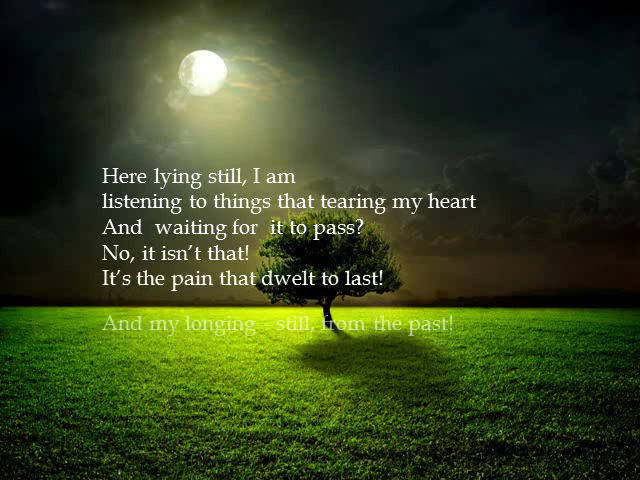 Here lying still, I am
listening to things that tearing my heart
And  waiting for  it to pass?
No, it isn't that!
It's the pain that dwelt to last!
And my longing - still, from the past!